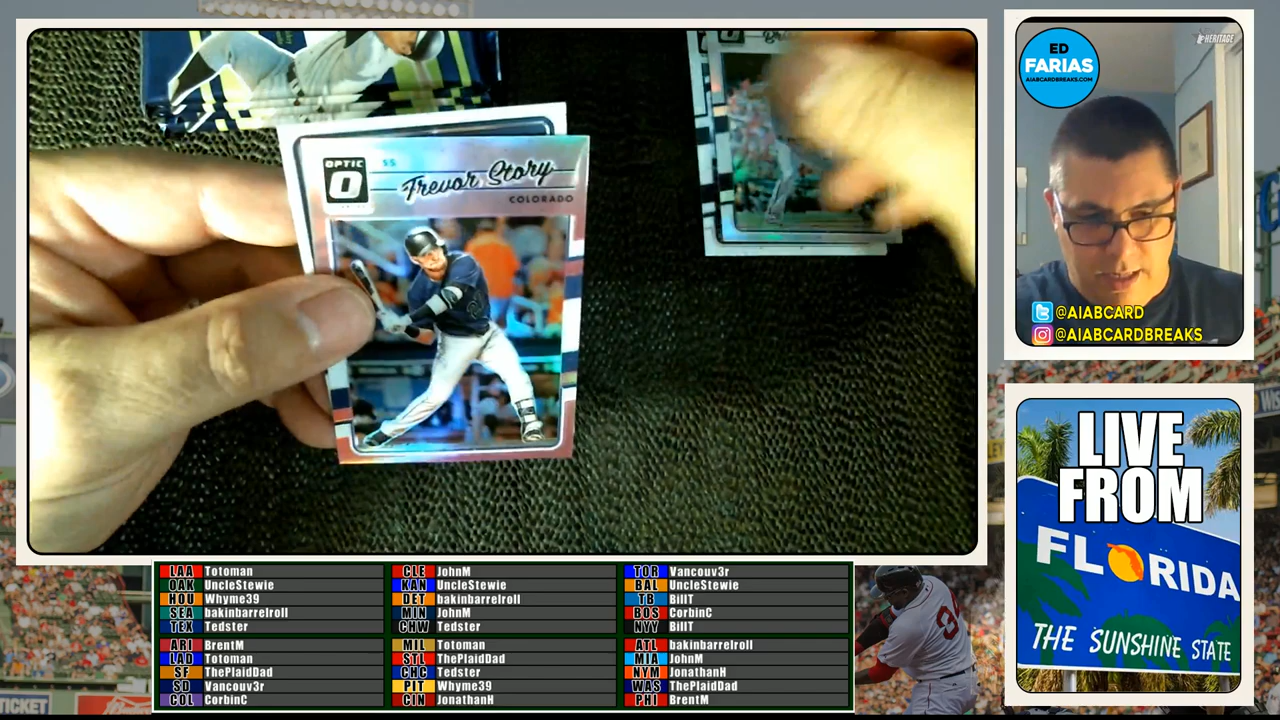 OPTIC
SS
Trevor Story
COLORADO
ED
FARIAS
AIABCARDBREAKS.COM
HERITAGE
@AIABCARD
@AIABCARDBREAKS
LIVE
FROM
FLORIDA
THE SUNSHINE STATE
LAA Totoman
OAK UncleStewie
HOU Whyme39
SEA bakinbarrelroll
TEX Tedster
CLE JohnM
KAN UncleStewie
DET bakinbarrelroll
MIN JohnM
CHW Tedster
TOR Vancouv3r
BAL UncleStewie
TB BillT
BOS CorbinC
NYY BillT
ARI BrentM
LAD Totoman
SF ThePlaidDad
SD Vancouv3r
COL CorbinC
MIL Totoman
STL ThePlaidDad
CHC Tedster
PIT Whyme39
CIN JonathanH
ATL bakinbarrelroll
MIA JohnM
NYM JonathanH
WAS ThePlaidDad
PHI BrentM
TICKET